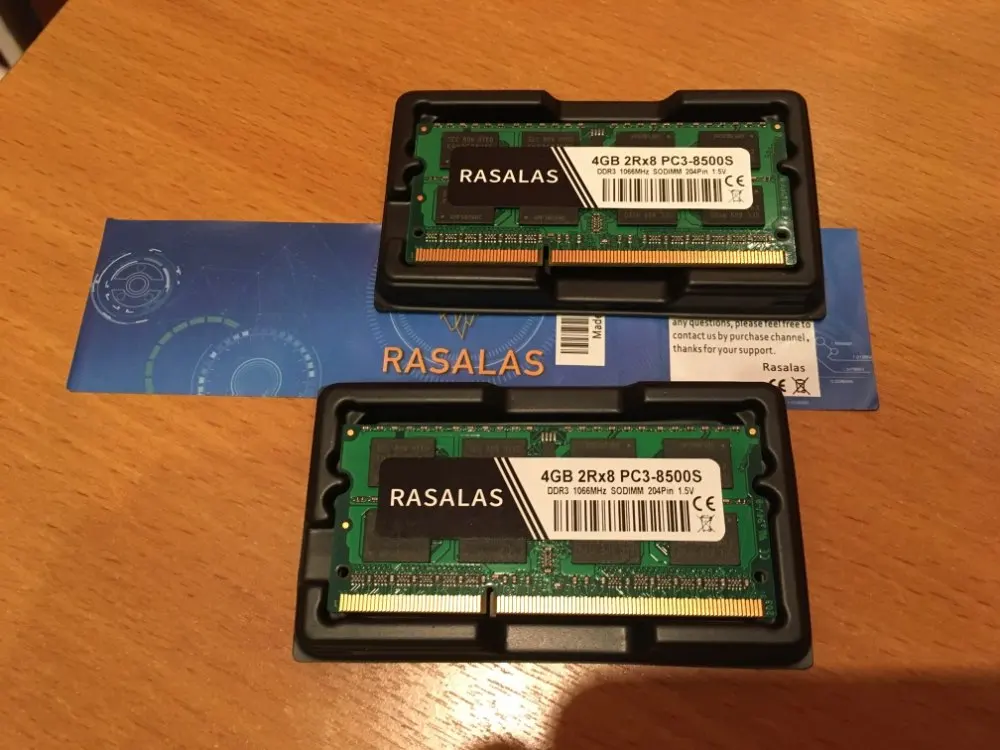 RASALAS
4GB 2Rx8 PC3-8500S
DDR3 1066MHz SODIMM 204Pin 1.5V
CE
RASALAS
Made
any questions, please feel free to
contact us by purchase channel,
thanks for your support.
Rasalas
CE
RASALAS
4GB 2Rx8 PC3-8500S
DDR3 1066MHz SODIMM 204Pin 1.5V
CE